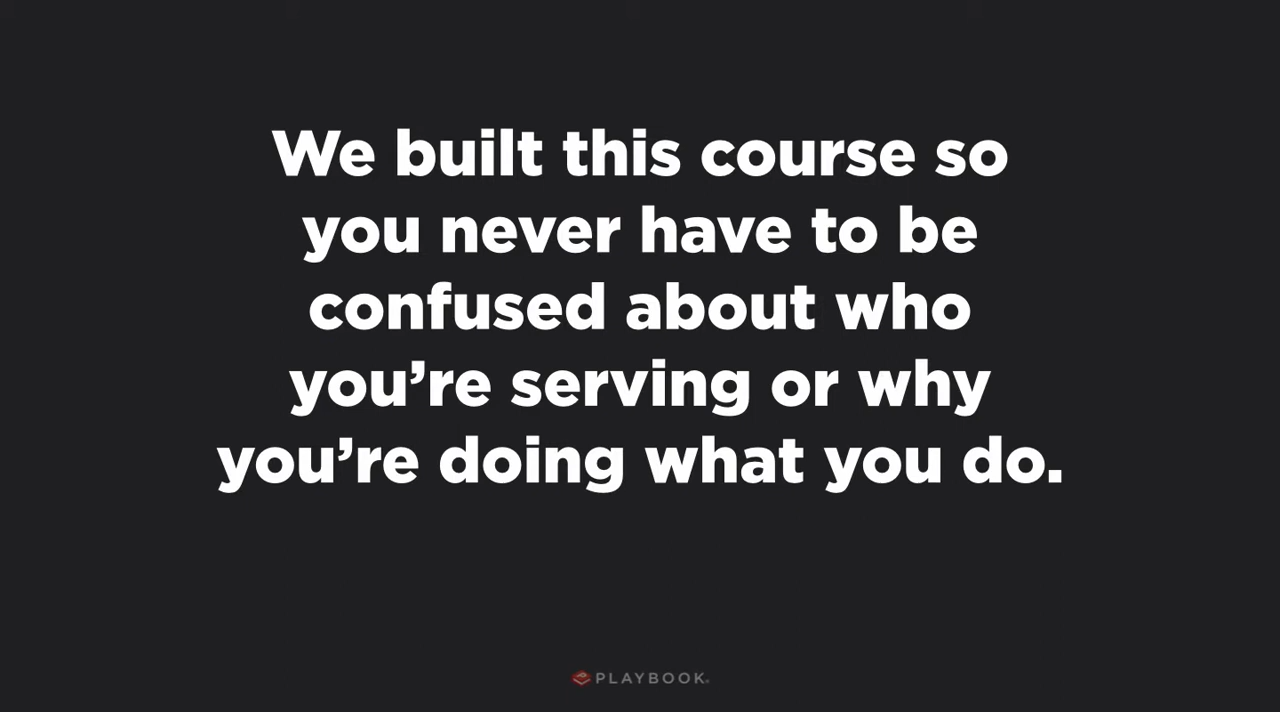 We built this course so
you never have to be
confused about who
you’re serving or why
you’re doing what you do.
PLAYBOOK